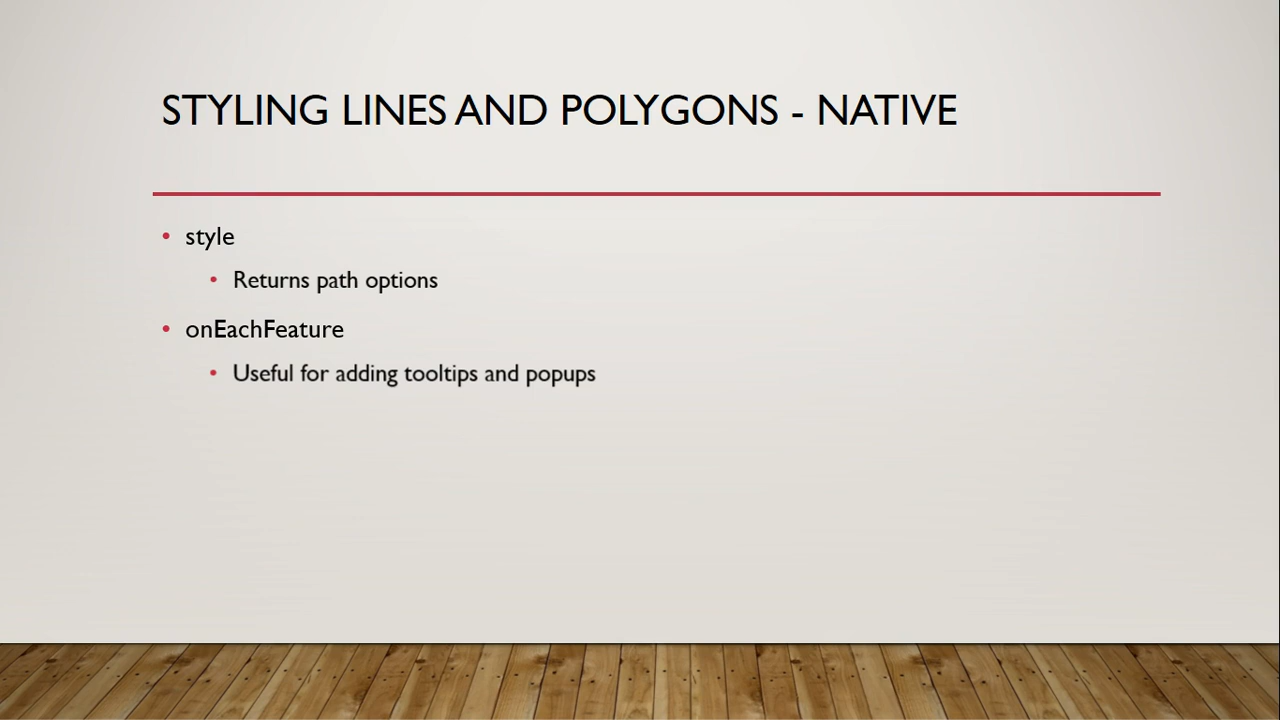 STYLING LINES AND POLYGONS - NATIVE
• style
• Returns path options
• onEachFeature
• Useful for adding tooltips and popups